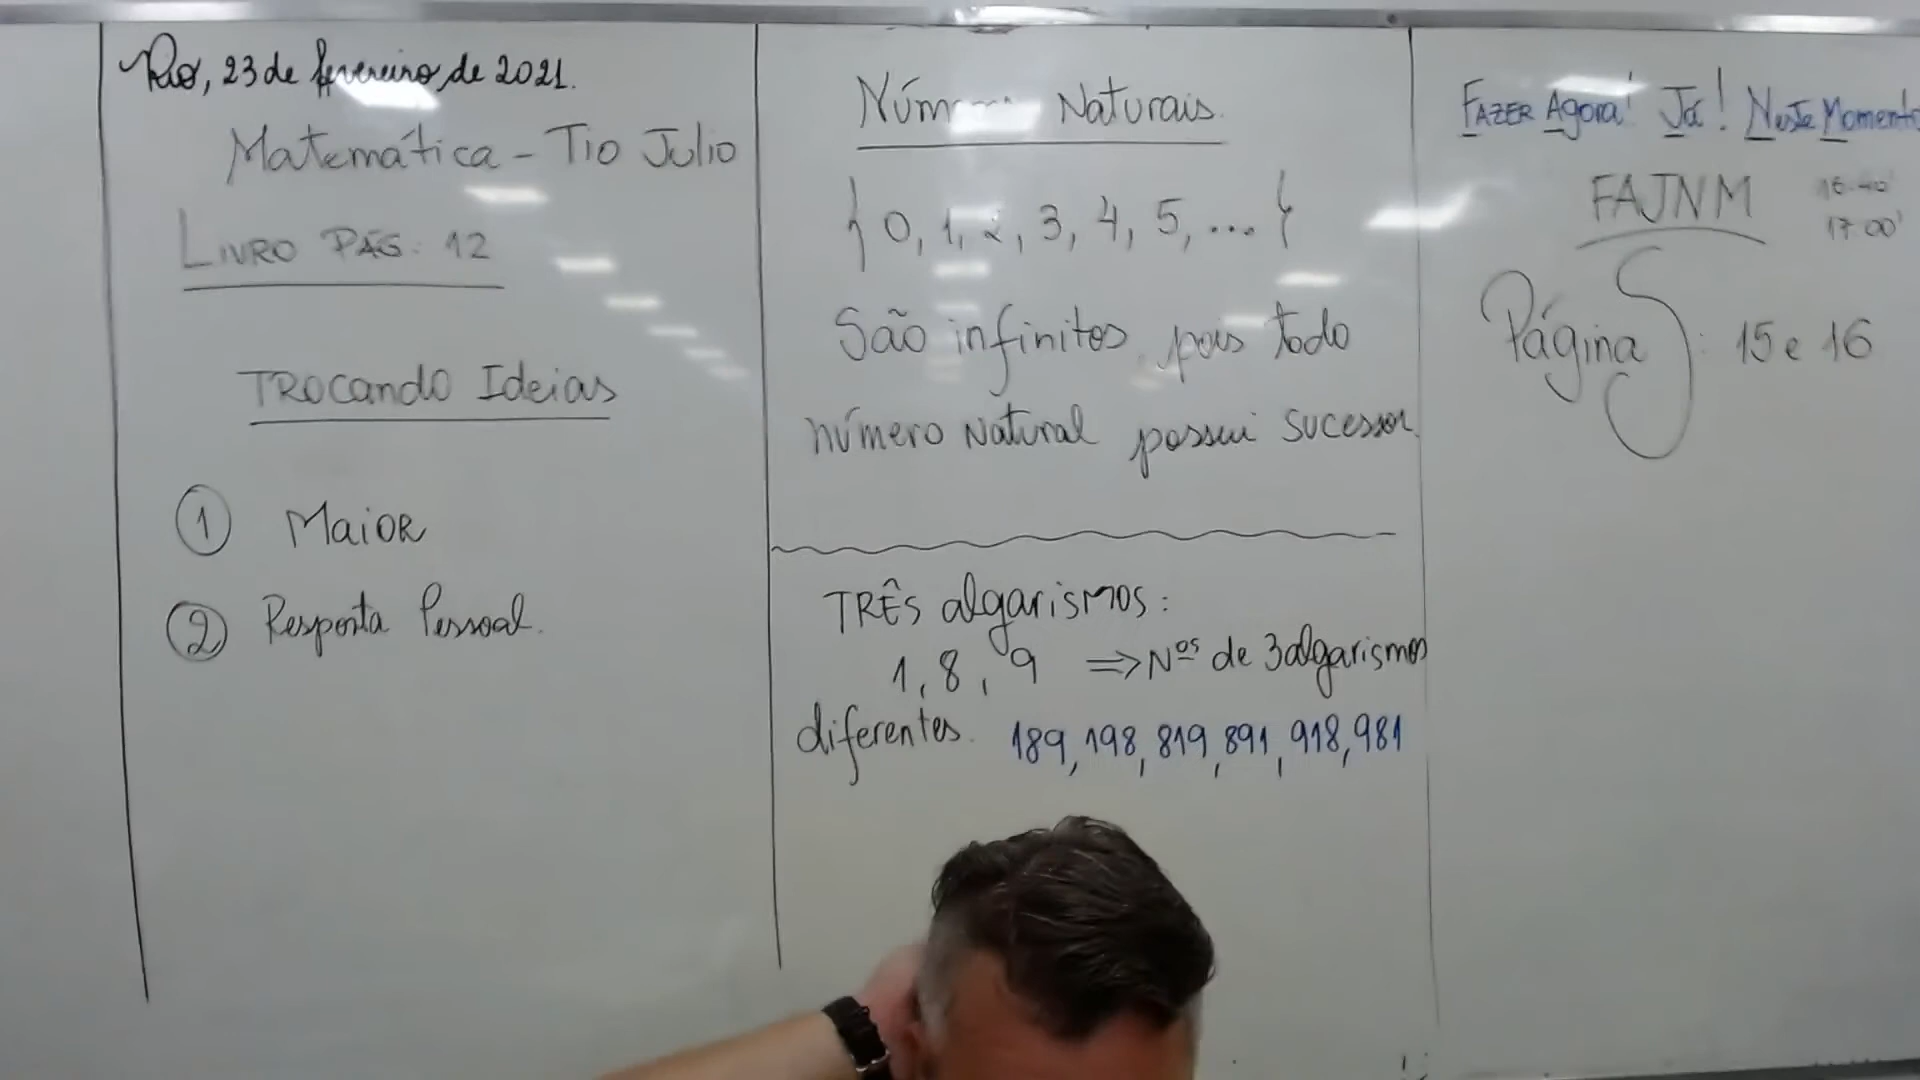 Rio, 23 de fevereiro de 2021.
Matemática - Tio Julio
LIVRO PÁG: 12
TROCANDO IDEIAS
1 MAIOR
2 Resposta Pessoal.
Naturais.
{0, 1, 2, 3, 4, 5, ...}
São infinitos, pois todo
número natural possui sucessor.
TRÊS algarismos:
1, 8, 9 ⇒ Nos de 3 algarismos
diferentes. 189, 198, 819, 891, 918, 981
FAZER Agora! Já! Neste Momento
FAJNM
16:40'
17:00'
PáginaS: 15 e 16